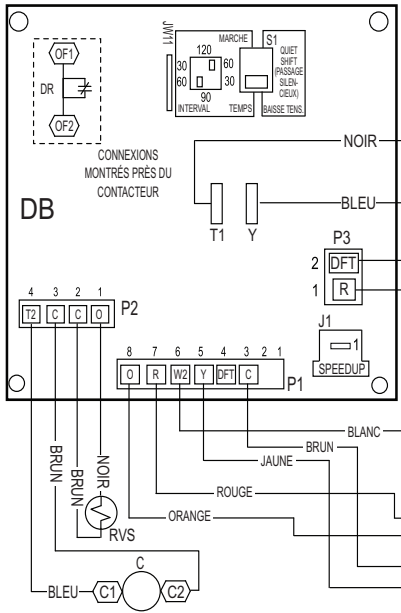 OF1
DR
OF2
JW11
MARCHE
S1
120
30 60
60 30
90
INTERVAL
TEMPS
QUIET
SHIFT
(PASSAGE
SILEN-
CIEUX)
BAISSE TENS.
CONNEXIONS
MONTRÉS PRÈS DU
CONTACTEUR
NOIR
DB
BLEU
T1 Y
P3
2 DFT
1 R
4 3 2 1
T2 C C O
P2
J1
1
SPEEDUP
8 7 6 5 4 3 2 1
O R W2 Y DFT C
P1
BLANC
BRUN
JAUNE
BRUN
BRUN
NOIR
ROUGE
ORANGE
RVS
C
BLEU
C1
C2